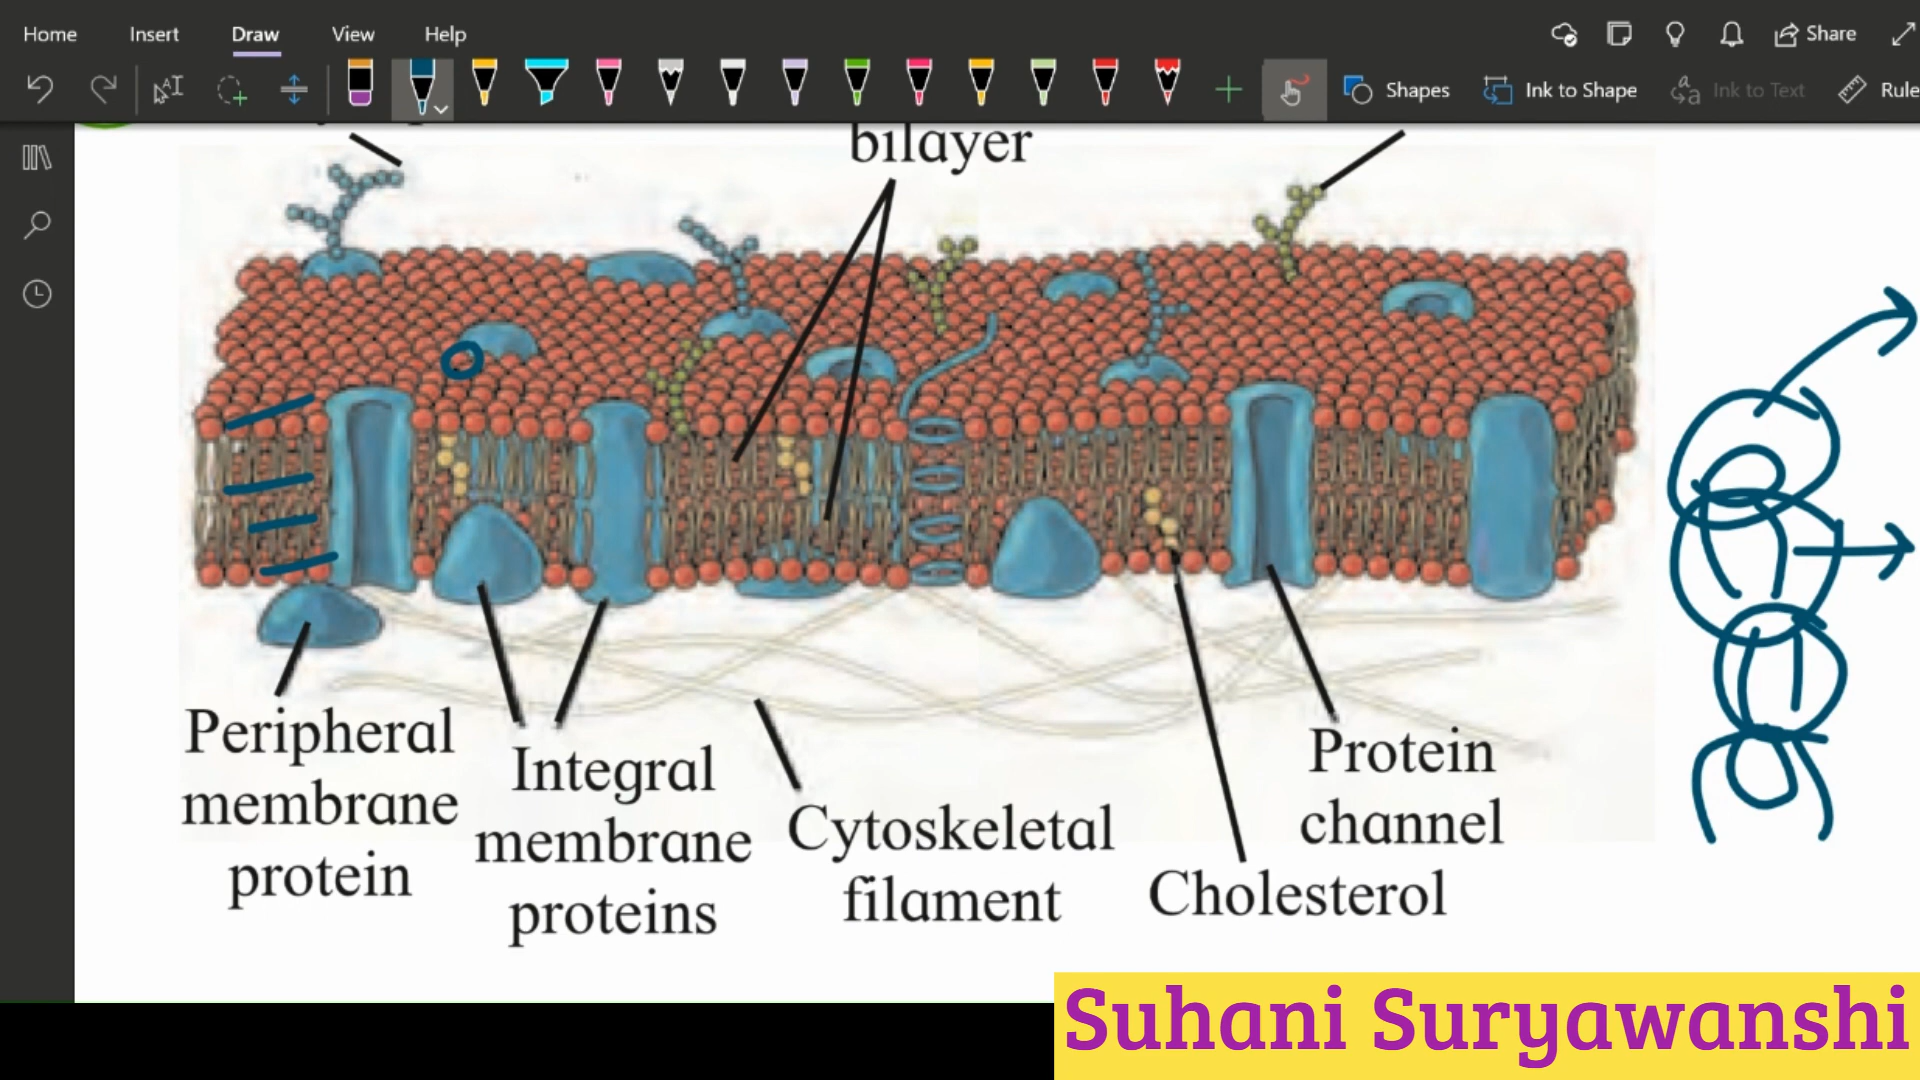 Home Insert Draw View Help
Share
Shapes Ink to Shape Ink to Text Rule
bilayer
Peripheral
membrane
protein
Integral
membrane
proteins
Cytoskeletal
filament
Cholesterol
Protein
channel
Suhani Suryawanshi